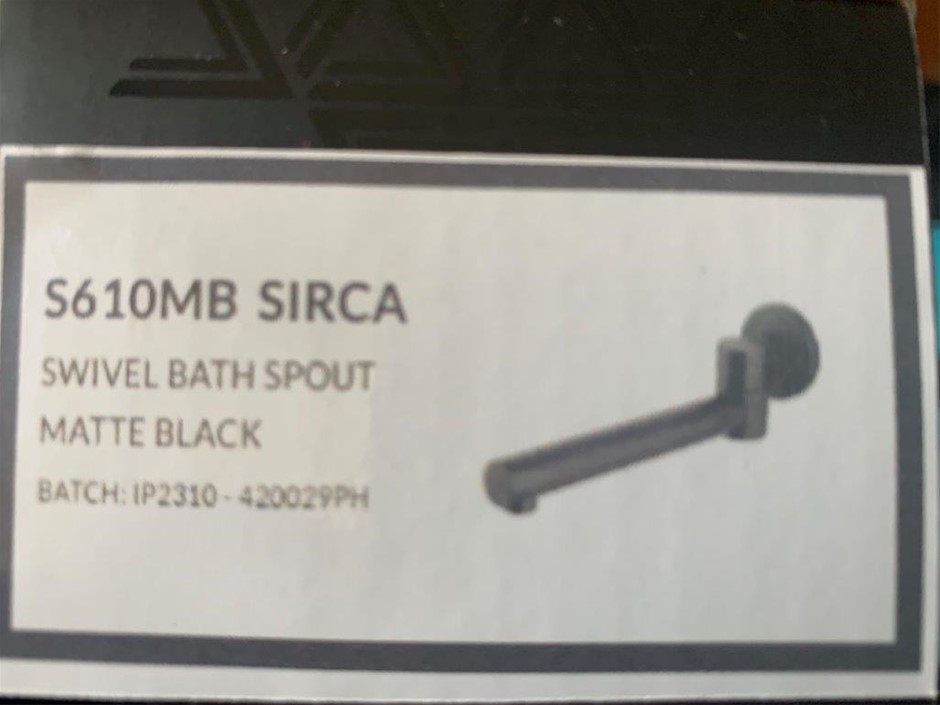 S610MB SIRCA
SWIVEL BATH SPOUT
MATTE BLACK
BATCH: IP2310 - 420029PH